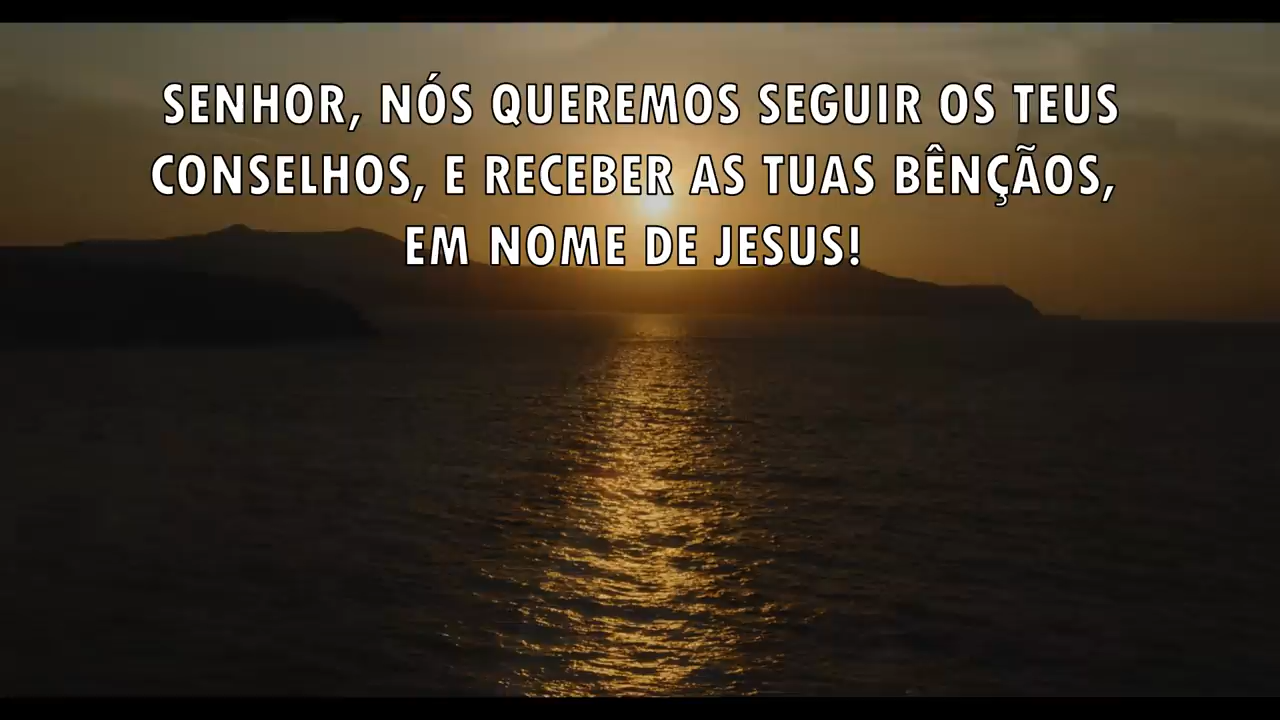 SENHOR, NÓS QUEREMOS SEGUIR OS TEUS
CONSELHOS, E RECEBER AS TUAS BÊNÇÃOS,
EM NOME DE JESUS!